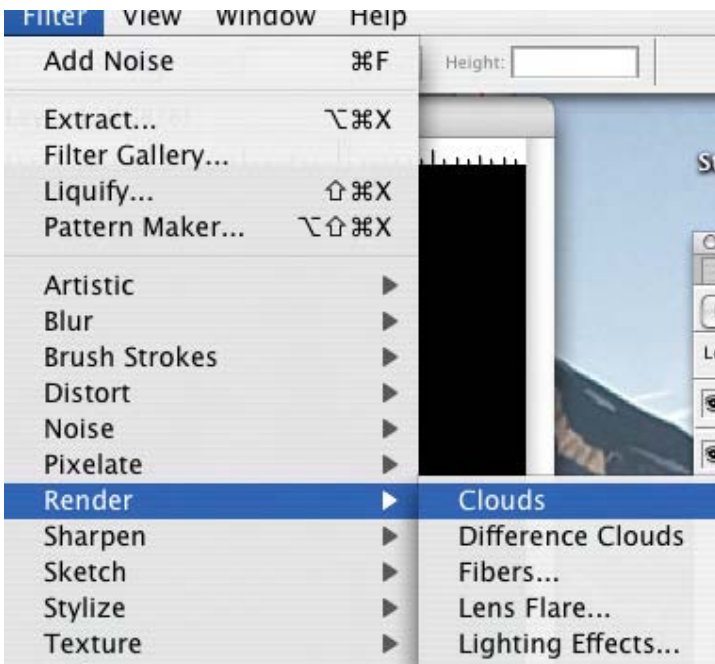 Filter View Window Help
Add Noise ⌘F
Height:
Extract... ⌥⌘X
Filter Gallery...
Liquify... ⇧⌘X
Pattern Maker... ⌥⇧⌘X
Artistic
Blur
Brush Strokes
Distort
Noise
Pixelate
Render
Clouds
Sharpen
Difference Clouds
Sketch
Fibers...
Stylize
Lens Flare...
Texture
Lighting Effects...